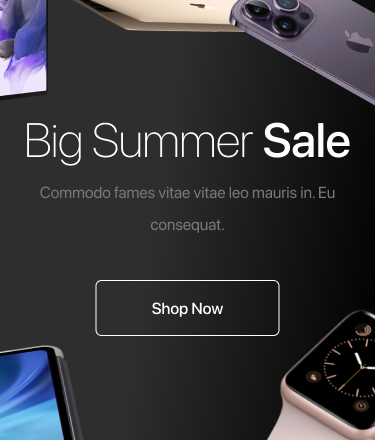 Big Summer Sale
Commodo fames vitae vitae leo mauris in. Eu
consequat.
Shop Now